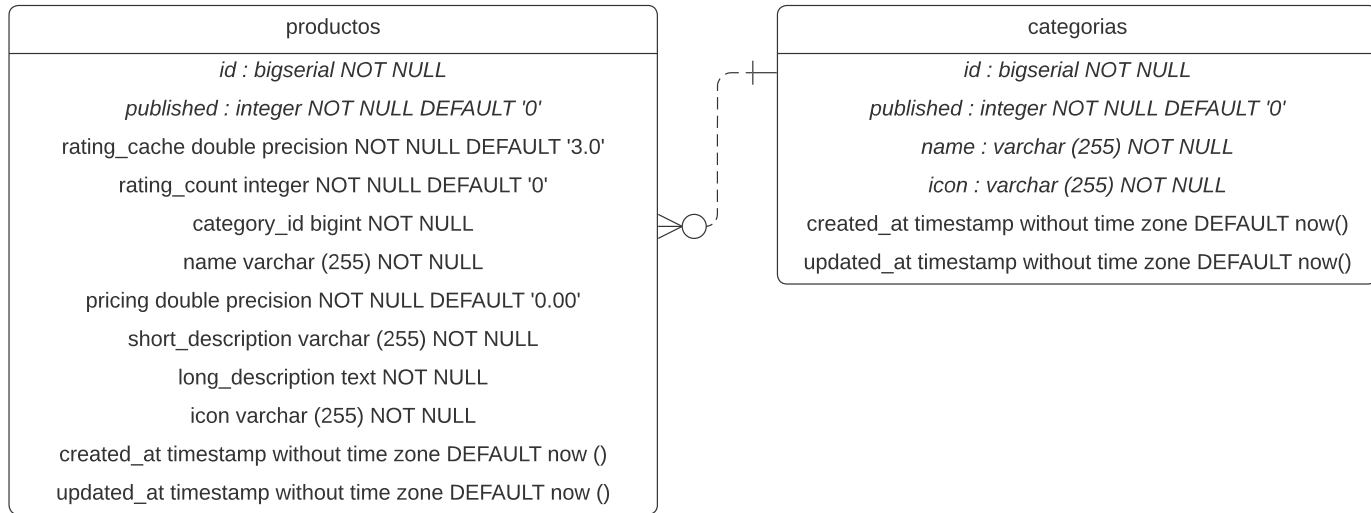 productos
id : bigserial NOT NULL
published : integer NOT NULL DEFAULT '0'
rating_cache double precision NOT NULL DEFAULT '3.0'
rating_count integer NOT NULL DEFAULT '0'
category_id bigint NOT NULL
name varchar (255) NOT NULL
pricing double precision NOT NULL DEFAULT '0.00'
short_description varchar (255) NOT NULL
long_description text NOT NULL
icon varchar (255) NOT NULL
created_at timestamp without time zone DEFAULT now ()
updated_at timestamp without time zone DEFAULT now ()
categorias
id : bigserial NOT NULL
published : integer NOT NULL DEFAULT '0'
name : varchar (255) NOT NULL
icon : varchar (255) NOT NULL
created_at timestamp without time zone DEFAULT now()
updated_at timestamp without time zone DEFAULT now()